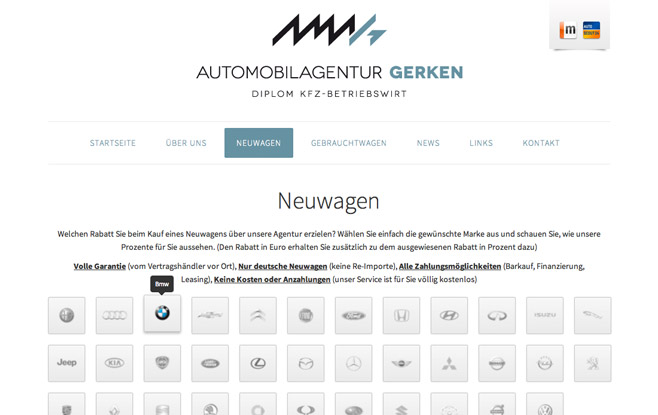 AUTOMOBILAGENTUR GERKEN
DIPLOM KFZ-BETRIEBSWIRT
STARTSEITE ÜBER UNS NEUWAGEN GEBRAUCHTWAGEN NEWS LINKS KONTAKT
Neuwagen
Welchen Rabatt Sie beim Kauf eines Neuwagens über unsere Agentur erzielen? Wählen Sie einfach die gewünschte Marke aus und schauen Sie, wie unsere
Prozente für Sie aussehen. (Den Rabatt in Euro erhalten Sie zusätzlich zu dem ausgewiesenen Rabatt in Prozent dazu)
Volle Garantie (vom Vertragshändler vor Ort), Nur deutsche Neuwagen (keine Re-Importe), Alle Zahlungsmöglichkeiten (Barkauf, Finanzierung,
Leasing), Keine Kosten oder Anzahlungen (unser Service ist für Sie völlig kostenlos)
Bmw
ISUZU
Jeep KIA